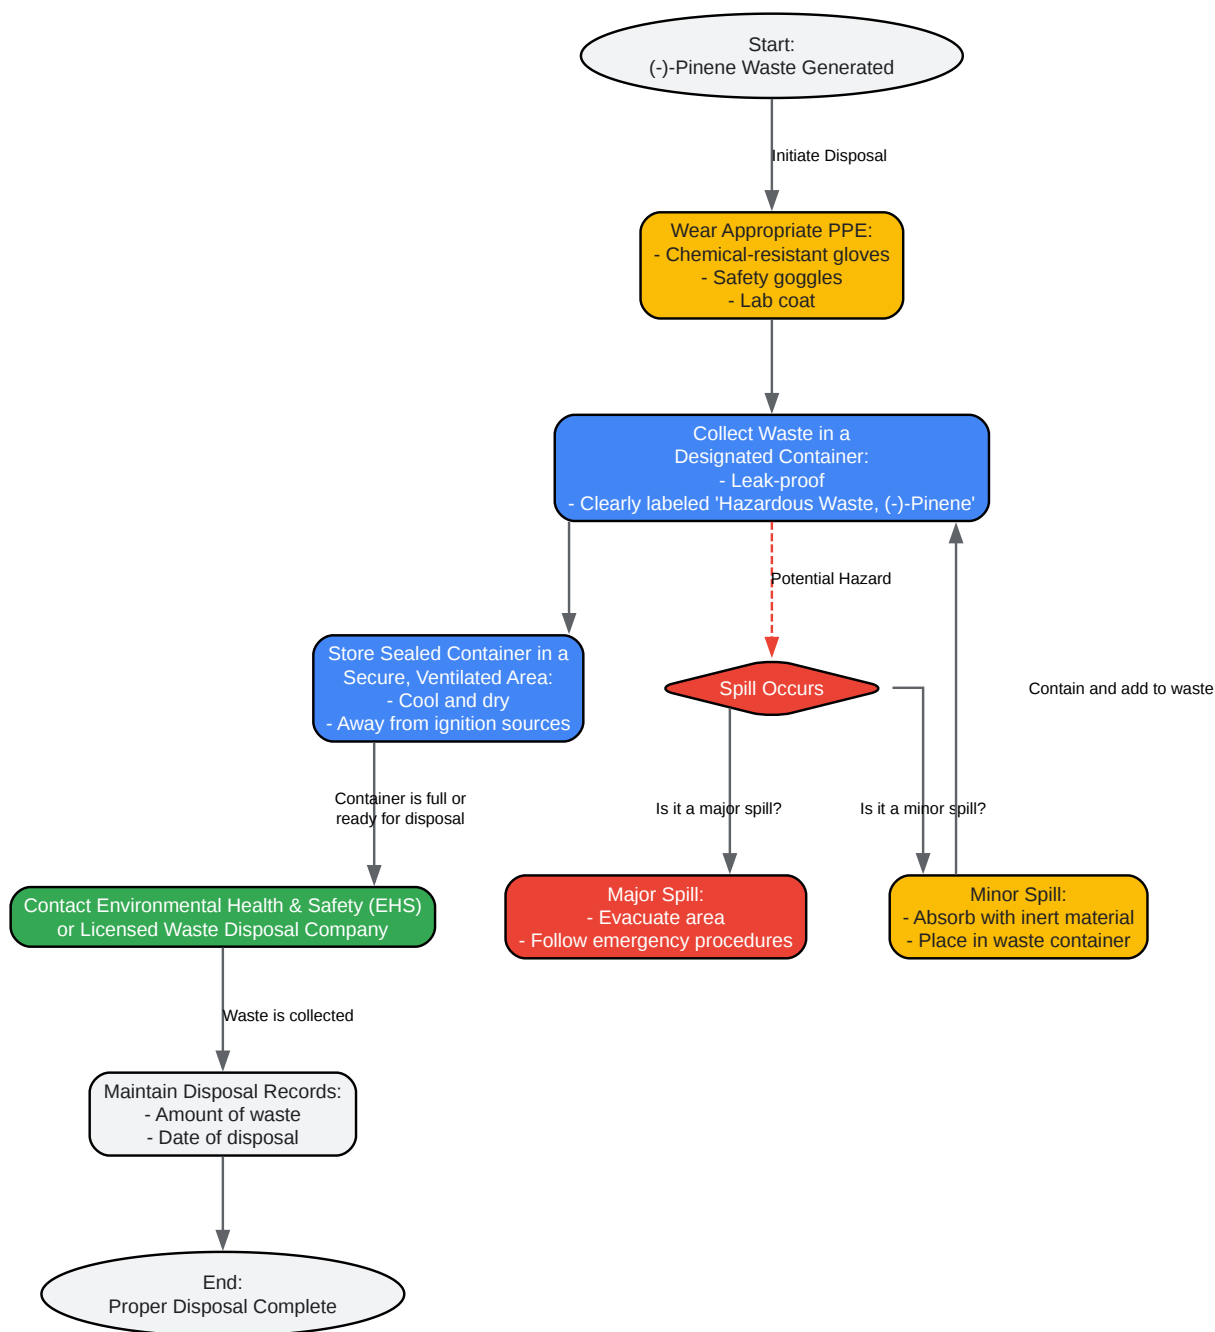 Start:
(-)-Pinene Waste Generated
Initiate Disposal
Wear Appropriate PPE:
- Chemical-resistant gloves
- Safety goggles
- Lab coat
Collect Waste in a
Designated Container:
- Leak-proof
- Clearly labeled 'Hazardous Waste, (-)-Pinene'
Potential Hazard
Store Sealed Container in a
Secure, Ventilated Area:
- Cool and dry
- Away from ignition sources
Spill Occurs
Contain and add to waste
Container is full or
ready for disposal
Is it a major spill?
Is it a minor spill?
Contact Environmental Health & Safety (EHS)
or Licensed Waste Disposal Company
Major Spill:
- Evacuate area
- Follow emergency procedures
Minor Spill:
- Absorb with inert material
- Place in waste container
Waste is collected
Maintain Disposal Records:
- Amount of waste
- Date of disposal
End:
Proper Disposal Complete